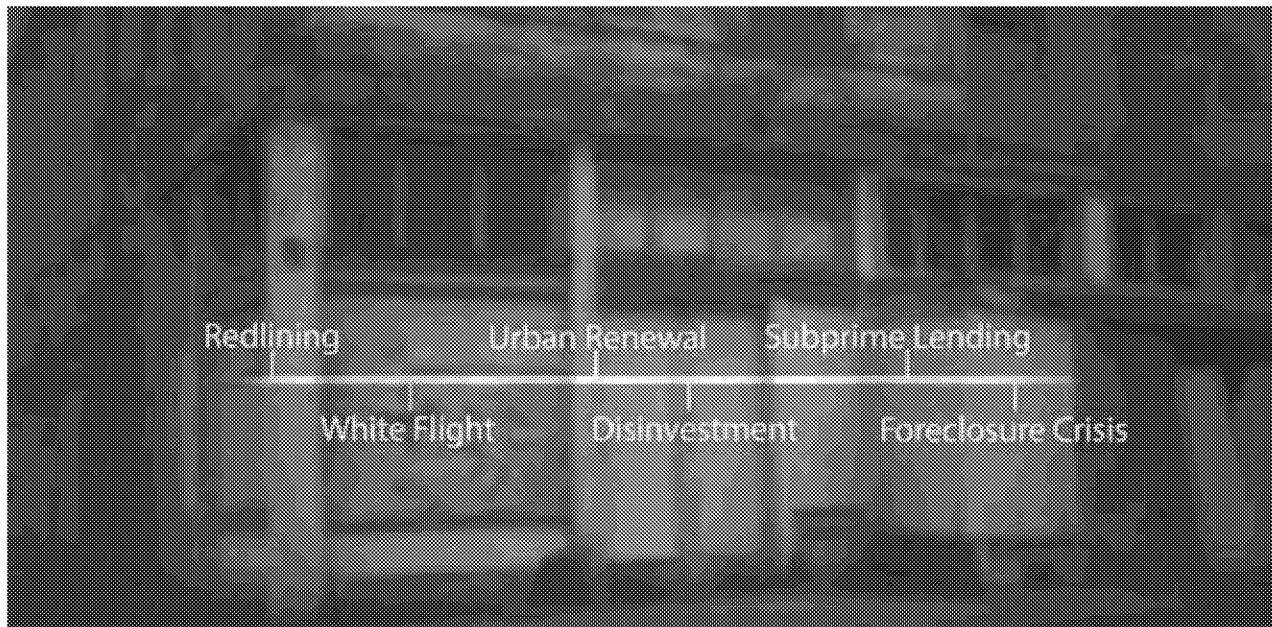 Redlining Urban Renewal Subprime Lending
White Flight Disinvestment Foreclosure Crisis